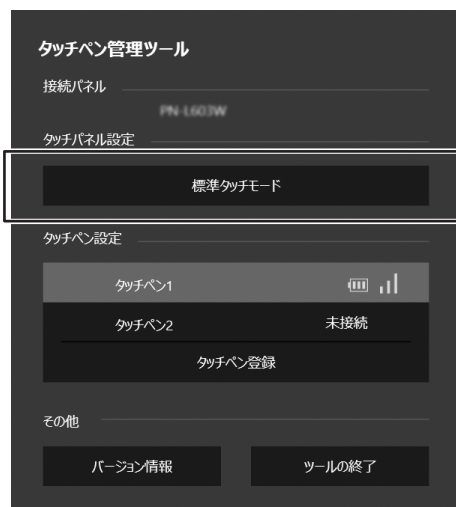 タッチペン管理ツール
接続パネル
PN-L603W
タッチパネル設定
標準タッチモード
タッチペン設定
タッチペン1
タッチペン2 未接続
タッチペン登録
その他
バージョン情報 ツールの終了